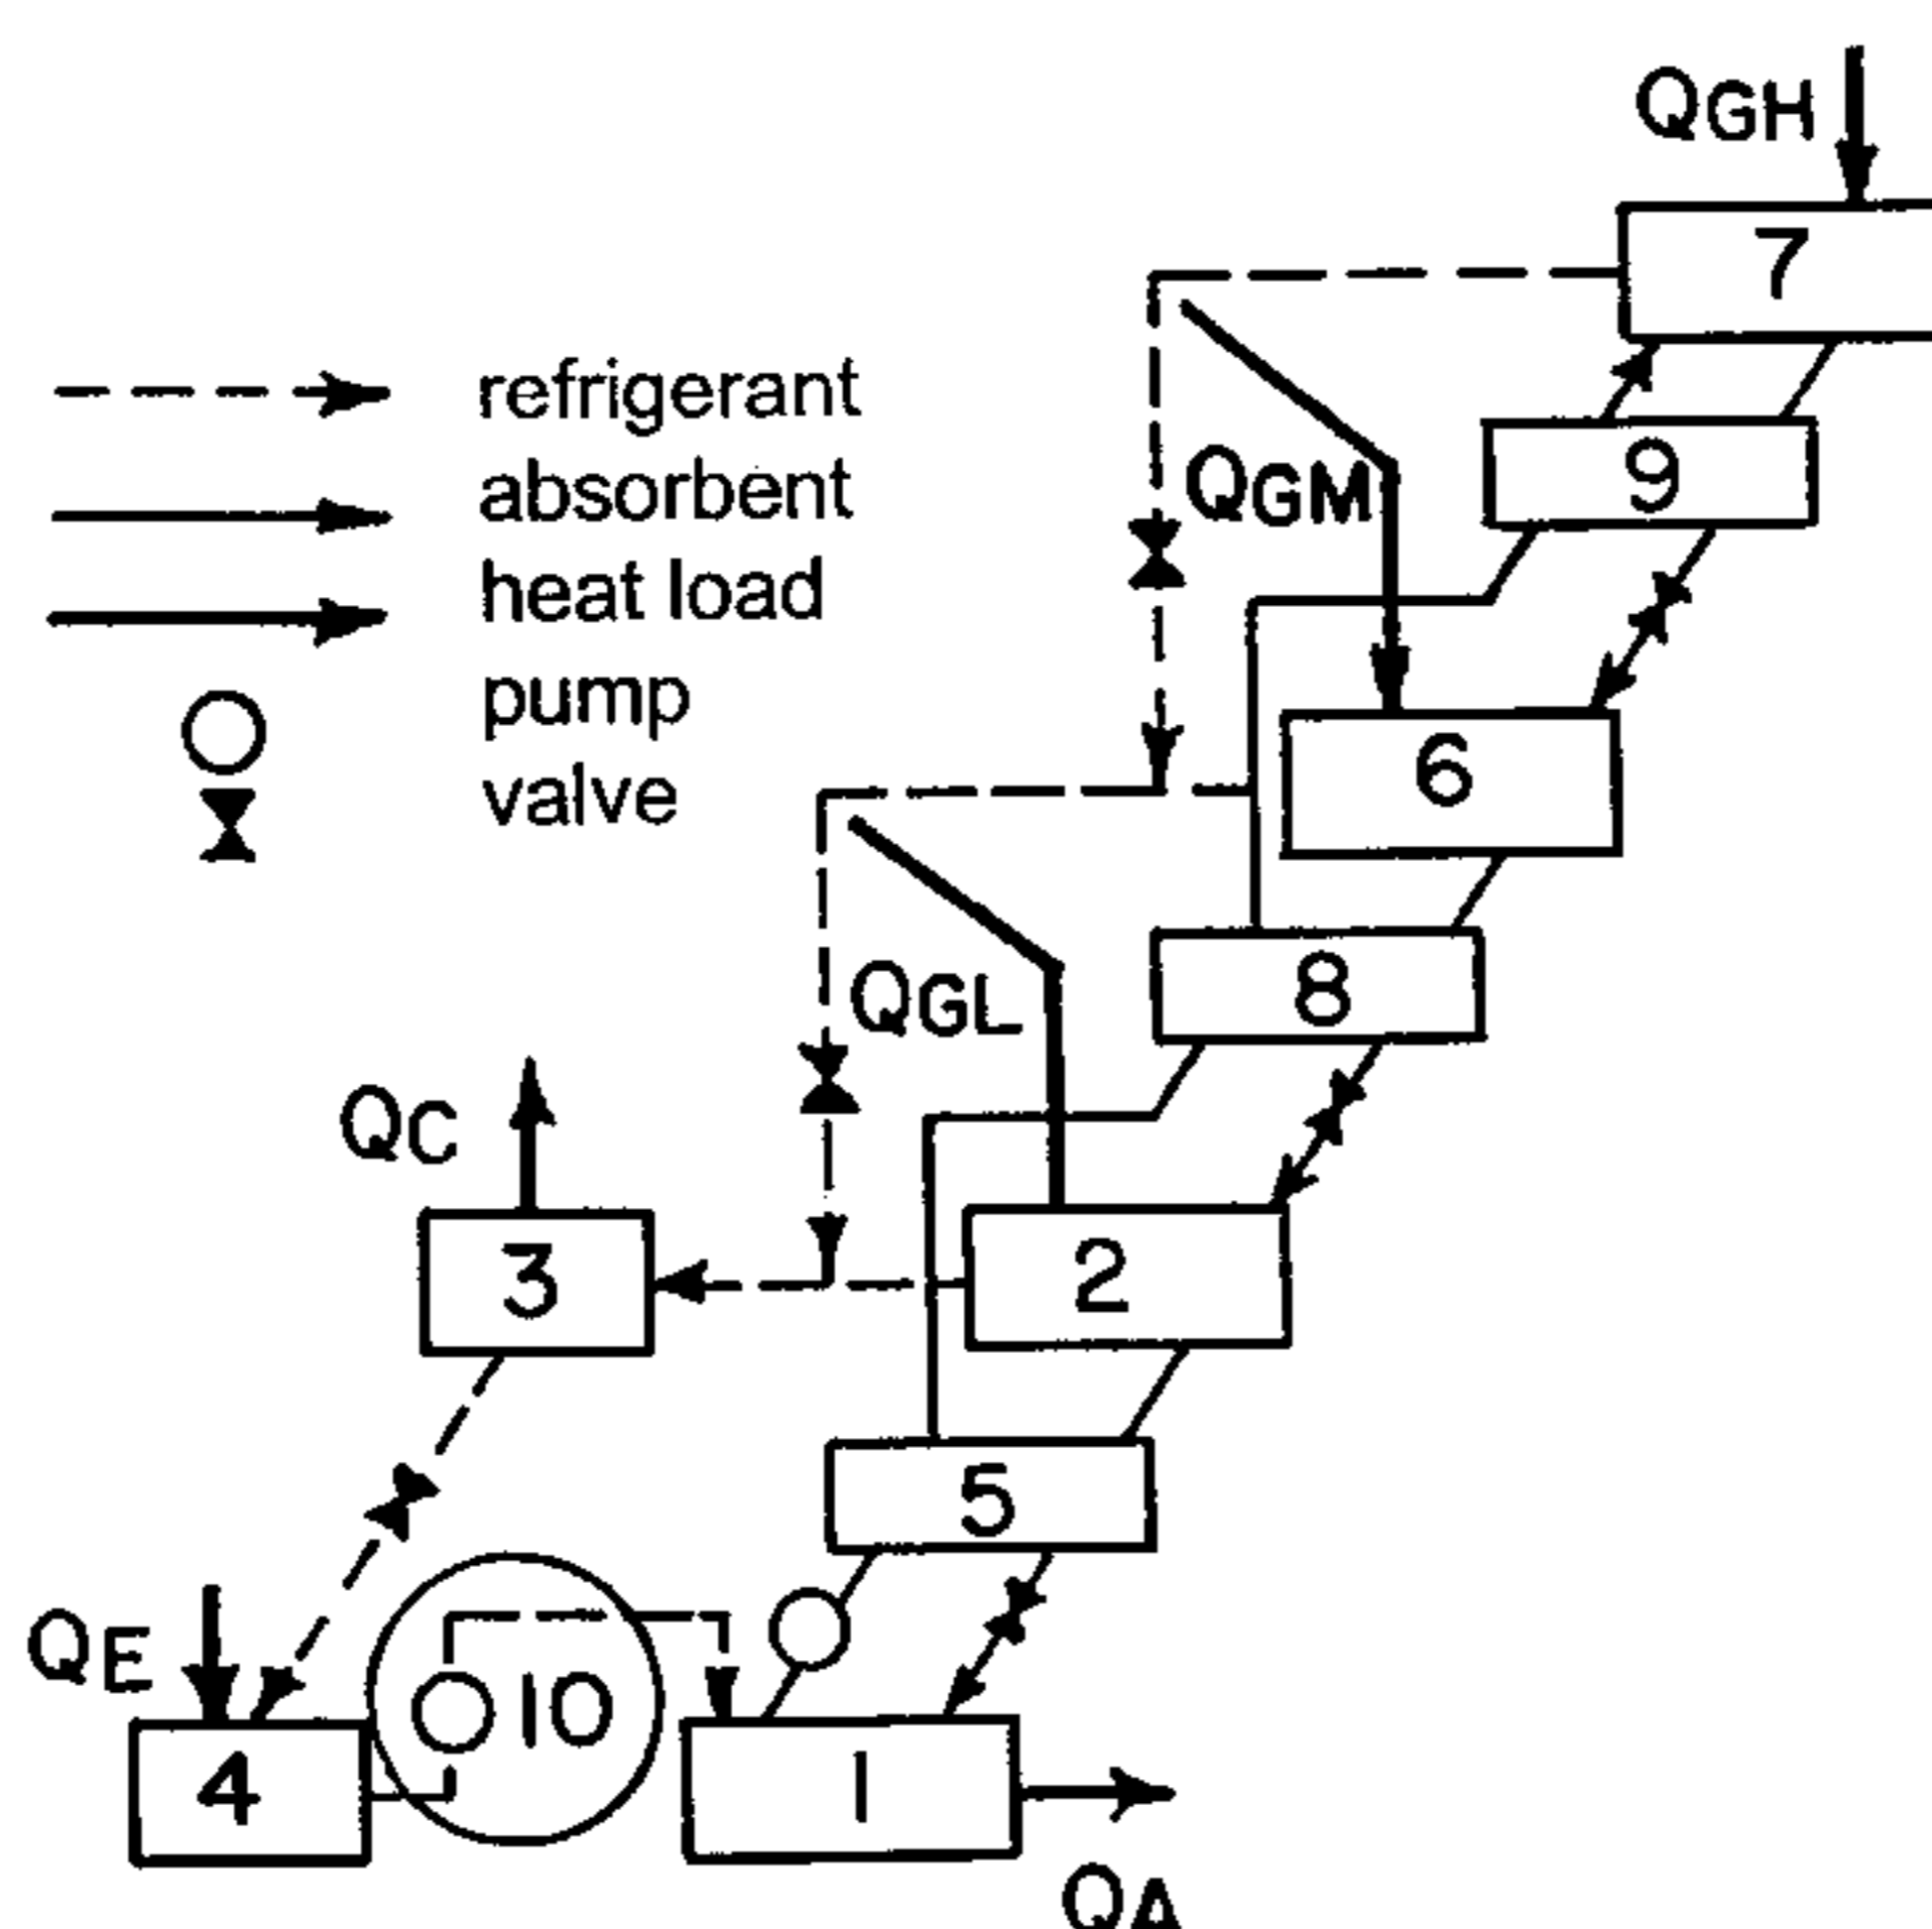 QGH
7
refrigerant
9
absorbent
QGM
heat load
pump
6
valve
8
QGL
QC
3
2
5
QE
10
4
1
QA